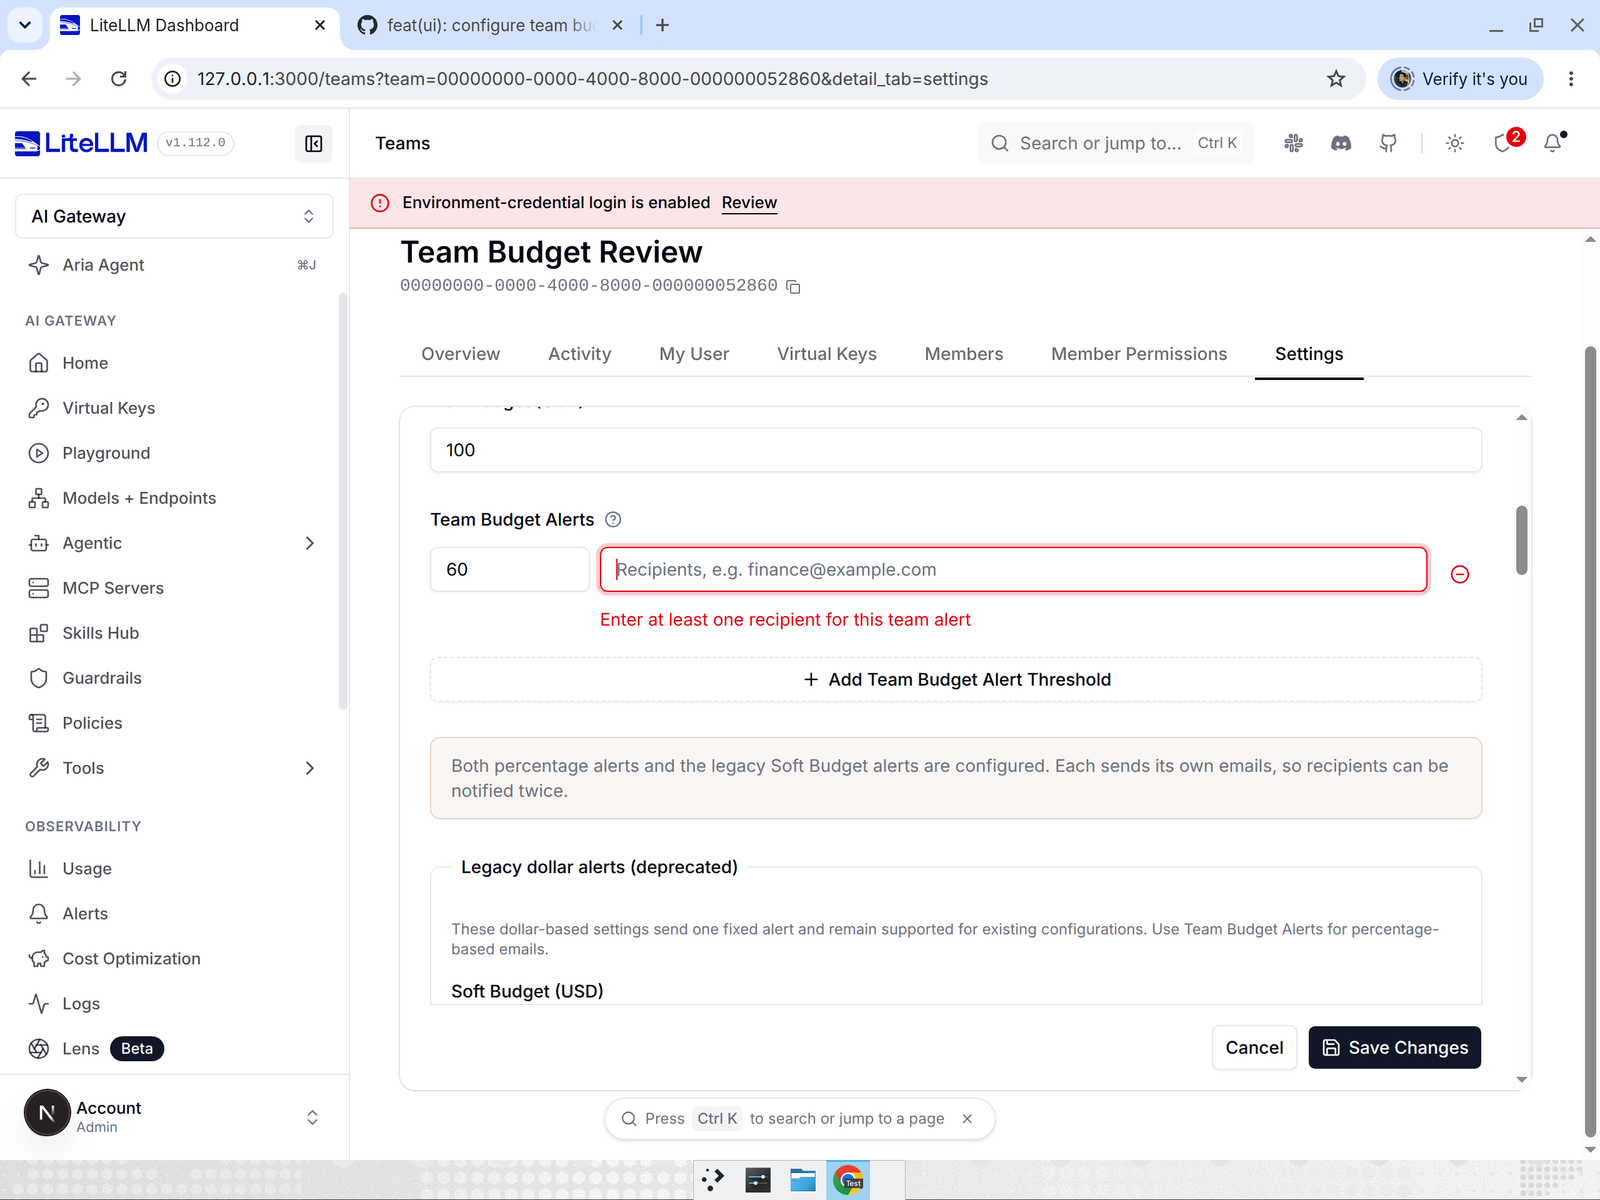 LiteLLM Dashboard
feat(ui): configure team bu
127.0.0.1:3000/teams?team=00000000-0000-4000-8000-000000052860&detail_tab=settings
Verify it's you
LiteLLM
v1.112.0
Teams
Search or jump to...
Ctrl K
2
AI Gateway
Environment-credential login is enabled
Review
Aria Agent
⌘J
Team Budget Review
00000000-0000-4000-8000-000000052860
AI GATEWAY
Home
Virtual Keys
Playground
Models + Endpoints
Agentic
MCP Servers
Skills Hub
Guardrails
Policies
Tools
OBSERVABILITY
Usage
Alerts
Cost Optimization
Logs
Lens
Beta
N
Account
Admin
Overview
Activity
My User
Virtual Keys
Members
Member Permissions
Settings
100
Team Budget Alerts
60
Recipients, e.g. finance@example.com
Enter at least one recipient for this team alert
Add Team Budget Alert Threshold
Both percentage alerts and the legacy Soft Budget alerts are configured. Each sends its own emails, so recipients can be
notified twice.
Legacy dollar alerts (deprecated)
These dollar-based settings send one fixed alert and remain supported for existing configurations. Use Team Budget Alerts for percentage-
based emails.
Soft Budget (USD)
Cancel
Save Changes
Press Ctrl K to search or jump to a page
Test